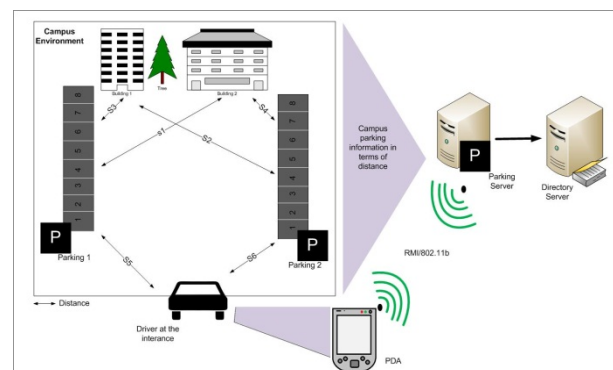 Campus
Environment
Building 1
Tree
Building 2
8
7
6
5
4
3
2
1
8
7
6
5
4
3
2
1
S3
s1
S2
S4
S5
S6
P
Parking 1
P
Parking 2
Distance
Driver at the
interance
Campus
parking
information in
terms of
distance
P
Parking
Server
Directory
Server
RMI/802.11b
PDA